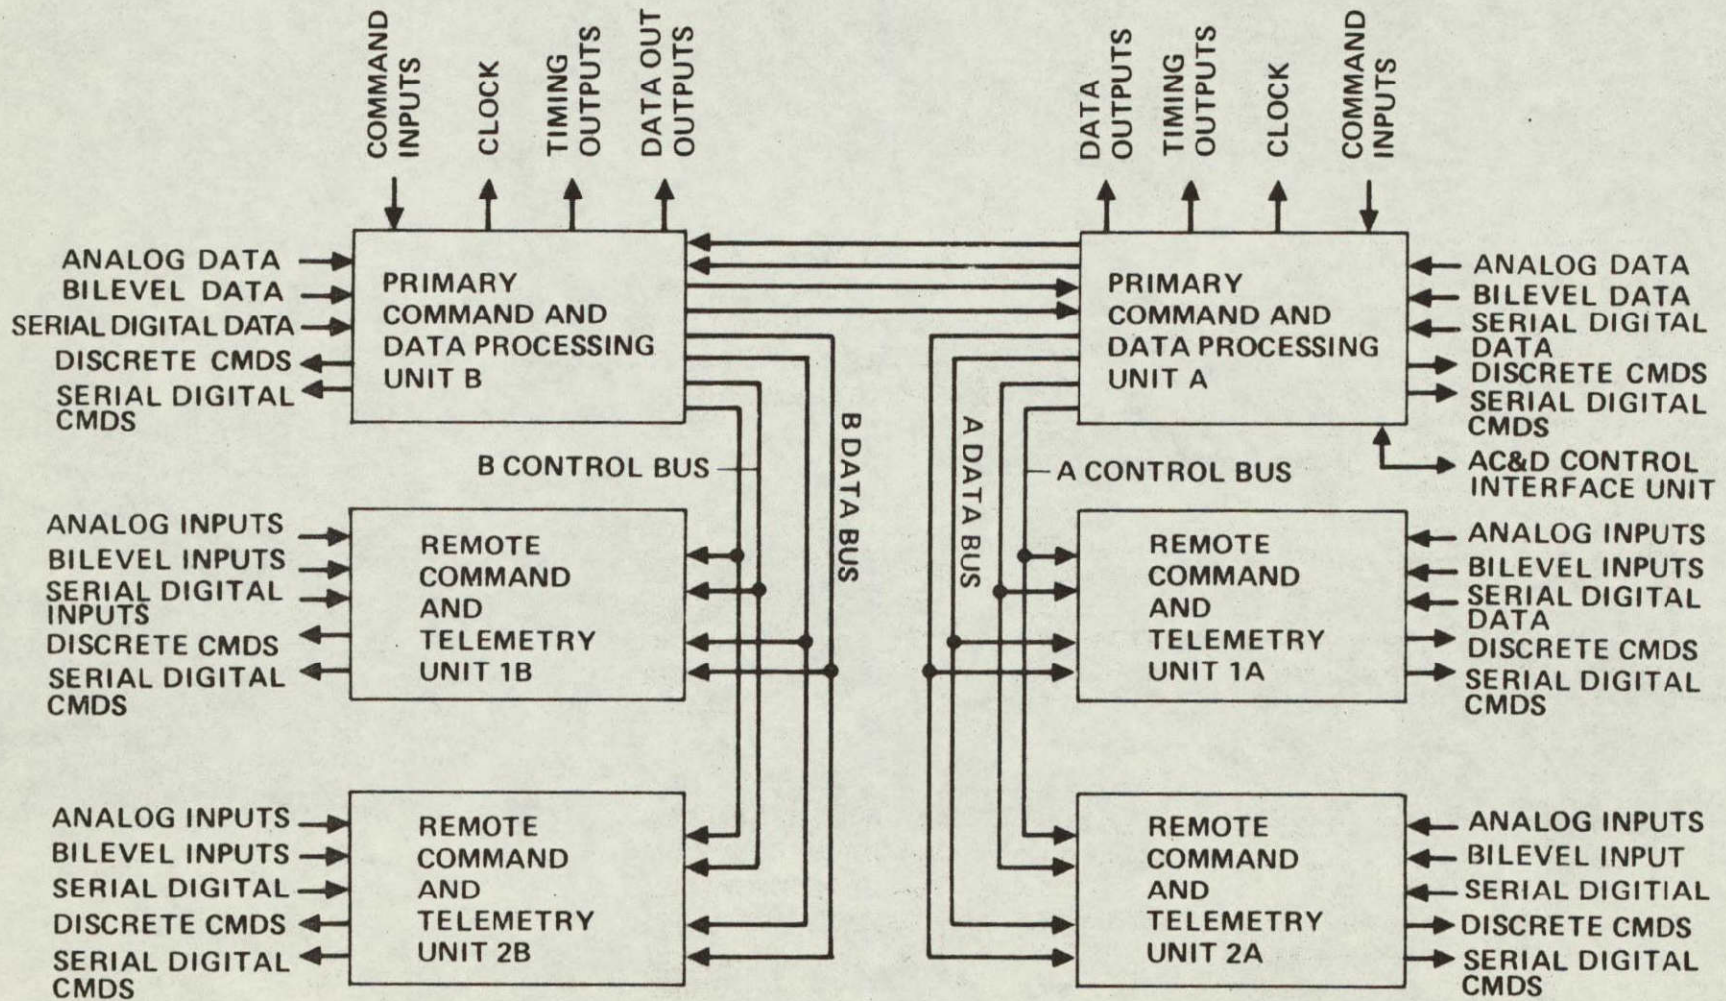 COMMAND
INPUTS
CLOCK
TIMING
OUTPUTS
DATA OUT
OUTPUTS
DATA
OUTPUTS
TIMING
OUTPUTS
CLOCK
COMMAND
INPUTS
ANALOG DATA
BILEVEL DATA
SERIAL DIGITAL DATA
DISCRETE CMDS
SERIAL DIGITAL
CMDS
PRIMARY
COMMAND AND
DATA PROCESSING
UNIT B
PRIMARY
COMMAND AND
DATA PROCESSING
UNIT A
ANALOG DATA
BILEVEL DATA
SERIAL DIGITAL
DATA
DISCRETE CMDS
SERIAL DIGITAL
CMDS
AC&D CONTROL
INTERFACE UNIT
B CONTROL BUS
B DATA BUS
A DATA BUS
A CONTROL BUS
ANALOG INPUTS
BILEVEL INPUTS
SERIAL DIGITAL
INPUTS
DISCRETE CMDS
SERIAL DIGITAL
CMDS
REMOTE
COMMAND
AND
TELEMETRY
UNIT 1B
REMOTE
COMMAND
AND
TELEMETRY
UNIT 1A
ANALOG INPUTS
BILEVEL INPUTS
SERIAL DIGITAL
DATA
DISCRETE CMDS
SERIAL DIGITAL
CMDS
ANALOG INPUTS
BILEVEL INPUTS
SERIAL DIGITAL
DISCRETE CMDS
SERIAL DIGITAL
CMDS
REMOTE
COMMAND
AND
TELEMETRY
UNIT 2B
REMOTE
COMMAND
AND
TELEMETRY
UNIT 2A
ANALOG INPUTS
BILEVEL INPUT
SERIAL DIGITIAL
DISCRETE CMDS
SERIAL DIGITAL
CMDS